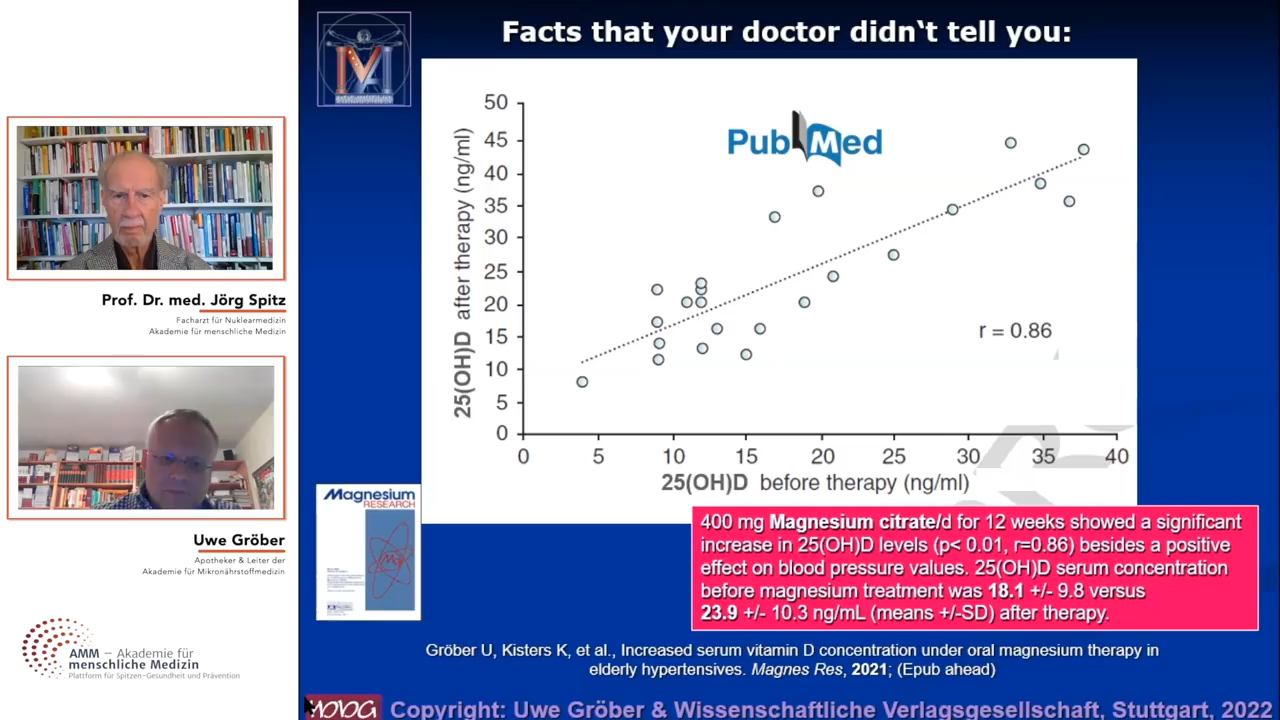 Facts that your doctor didn‘t tell you:
PubMed
25(OH)D after therapy (ng/ml)
50
45
40
35
30
25
20
15
10
5
0
r = 0.86
0 5 10 15 20 25 30 35 40
25(OH)D before therapy (ng/ml)
Prof. Dr. med. Jörg Spitz
Facharzt für Nuklearmedizin
Akademie für menschliche Medizin
Uwe Gröber
Apotheker & Leiter der
Akademie für Mikronährstoffmedizin
AMM – Akademie für
menschliche Medizin
Plattform für Spitzen-Gesundheit und Prävention
Magnesium
RESEARCH
400 mg Magnesium citrate/d for 12 weeks showed a significant
increase in 25(OH)D levels (p< 0.01, r=0.86) besides a positive
effect on blood pressure values. 25(OH)D serum concentration
before magnesium treatment was 18.1 +/- 9.8 versus
23.9 +/- 10.3 ng/mL (means +/-SD) after therapy.
Gröber U, Kisters K, et al., Increased serum vitamin D concentration under oral magnesium therapy in
elderly hypertensives. Magnes Res, 2021; (Epub ahead)
Copyright: Uwe Gröber & Wissenschaftliche Verlagsgesellschaft, Stuttgart, 2022